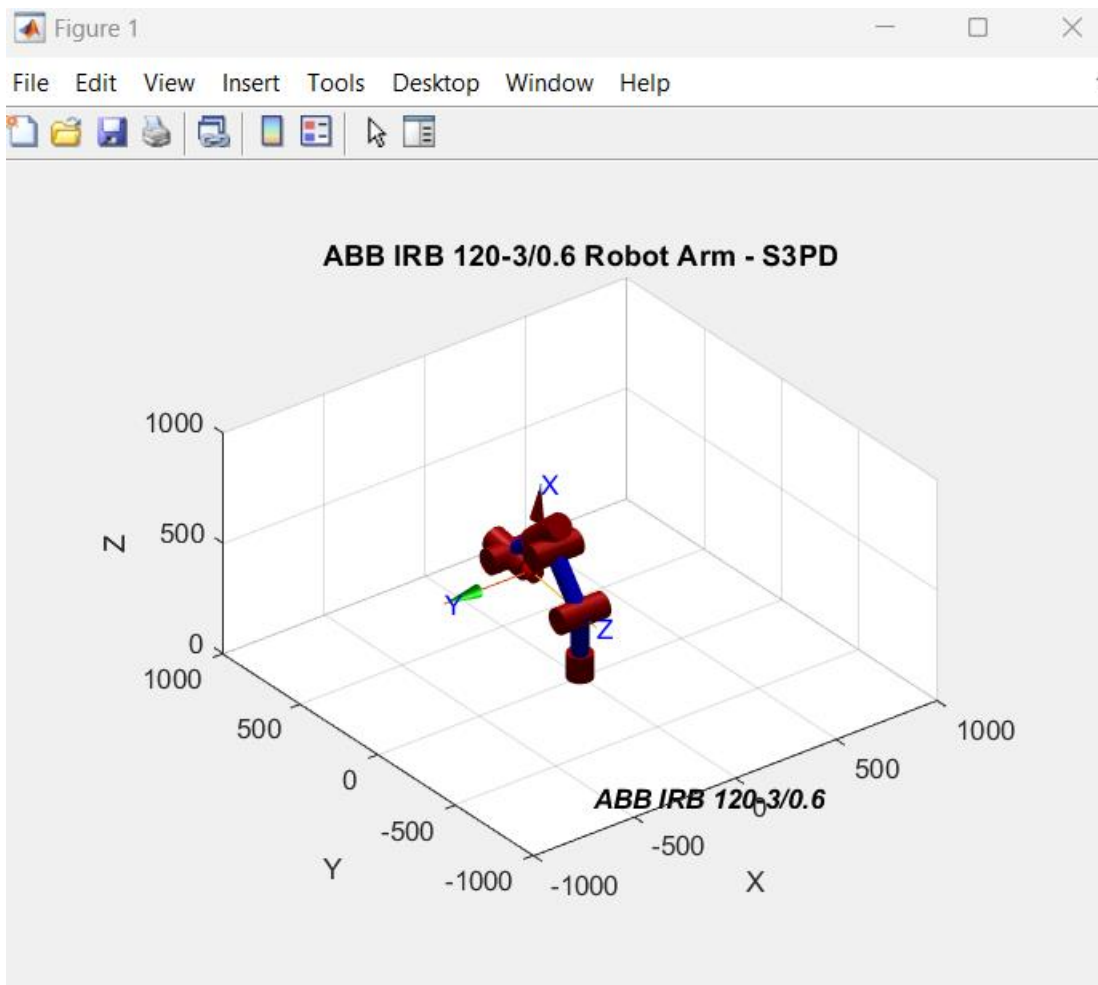 Figure 1
File Edit View Insert Tools Desktop Window Help
ABB IRB 120-3/0.6 Robot Arm - S3PD
1000
500
0
Z
X
Y
Z
1000
500
0
-500
-1000
Y
-1000
-500
0
500
1000
X
ABB IRB 120-3/0.6